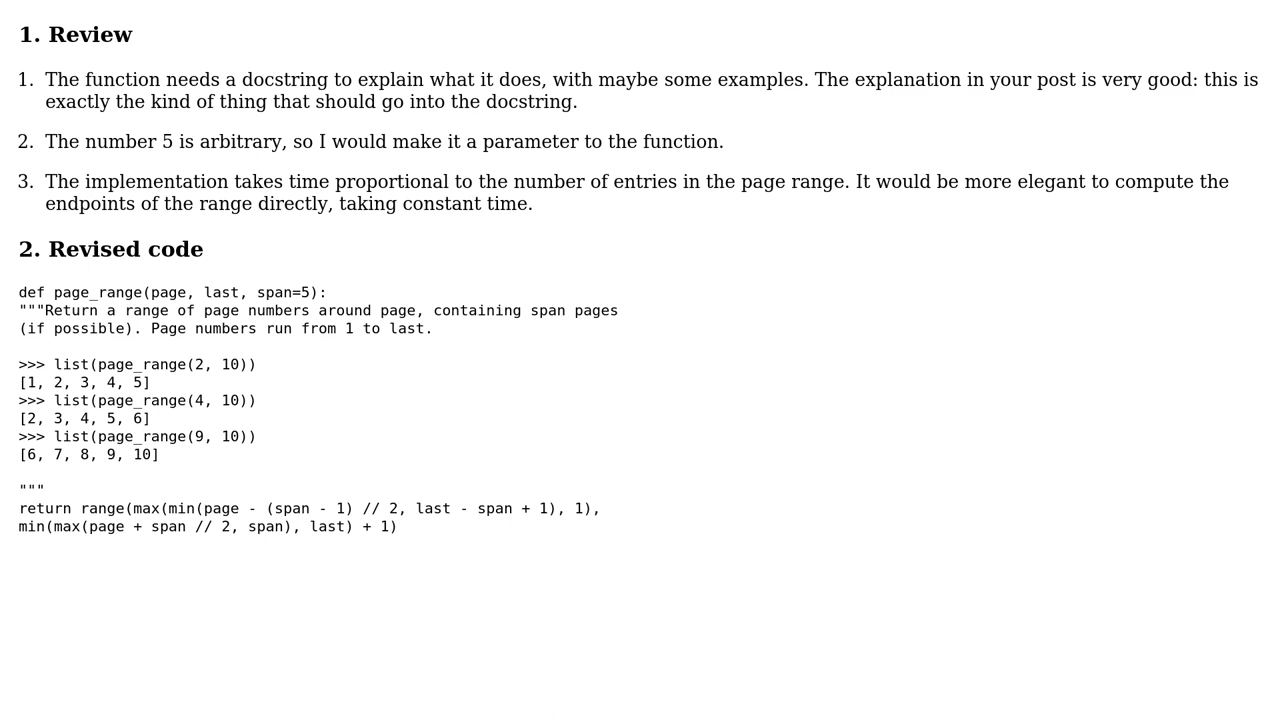 1. Review
1. The function needs a docstring to explain what it does, with maybe some examples. The explanation in your post is very good: this is
exactly the kind of thing that should go into the docstring.
2. The number 5 is arbitrary, so I would make it a parameter to the function.
3. The implementation takes time proportional to the number of entries in the page range. It would be more elegant to compute the
endpoints of the range directly, taking constant time.
2. Revised code
def page_range(page, last, span=5):
"""Return a range of page numbers around page, containing span pages
(if possible). Page numbers run from 1 to last.
>>> list(page_range(2, 10))
[1, 2, 3, 4, 5]
>>> list(page_range(4, 10))
[2, 3, 4, 5, 6]
>>> list(page_range(9, 10))
[6, 7, 8, 9, 10]
"""
return range(max(min(page - (span - 1) // 2, last - span + 1), 1),
min(max(page + span // 2, span), last) + 1)